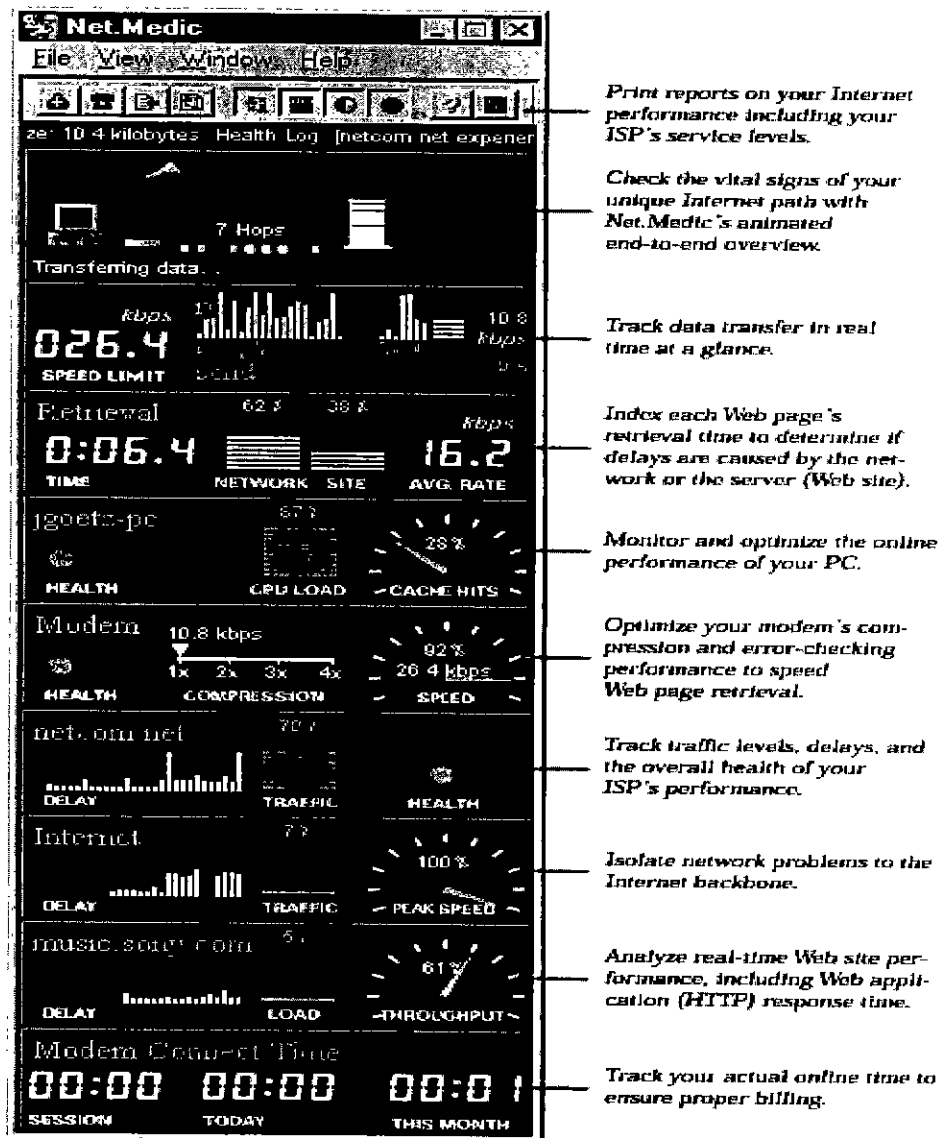 Net.Medic
File View Window Help
ze: 10 4 kilobytes Health Log [netcom net expener
7 Hops
Transferring data. .
kbps
10.8
026.4
kbps
SPEED LIMIT
Retrieval 62% 38%
kbps
0:06.4 16.2
TIME NETWORK SITE AVG. RATE
jgoetz-pc 67%
28%
HEALTH CPU LOAD CACHE HITS
Modem 10.8 kbps
92%
1x 2x 3x 4x 26 4 kbps
HEALTH COMPRESSION SPEED
70%
DELAY TRAFFIC HEALTH
Internet 7%
100%
DELAY TRAFFIC PEAK SPEED
61%
DELAY LOAD THROUGHPUT
Modem Connect Time
00:00 00:00 00:01
SESSION TODAY THIS MONTH
Print reports on your Internet
performance including your
ISP's service levels.
Check the vital signs of your
unique Internet path with
Net.Medic's animated
end-to-end overview.
Track data transfer in real
time at a glance.
Index each Web page's
retrieval time to determine if
delays are caused by the net-
work or the server (Web site).
Monitor and optimize the online
performance of your PC.
Optimize your modem's com-
pression and error-checking
performance to speed
Web page retrieval.
Track traffic levels, delays, and
the overall health of your
ISP's performance.
Isolate network problems to the
Internet backbone.
Analyze real-time Web site per-
formance, including Web appli-
cation (HTTP) response time.
Track your actual online time to
ensure proper billing.